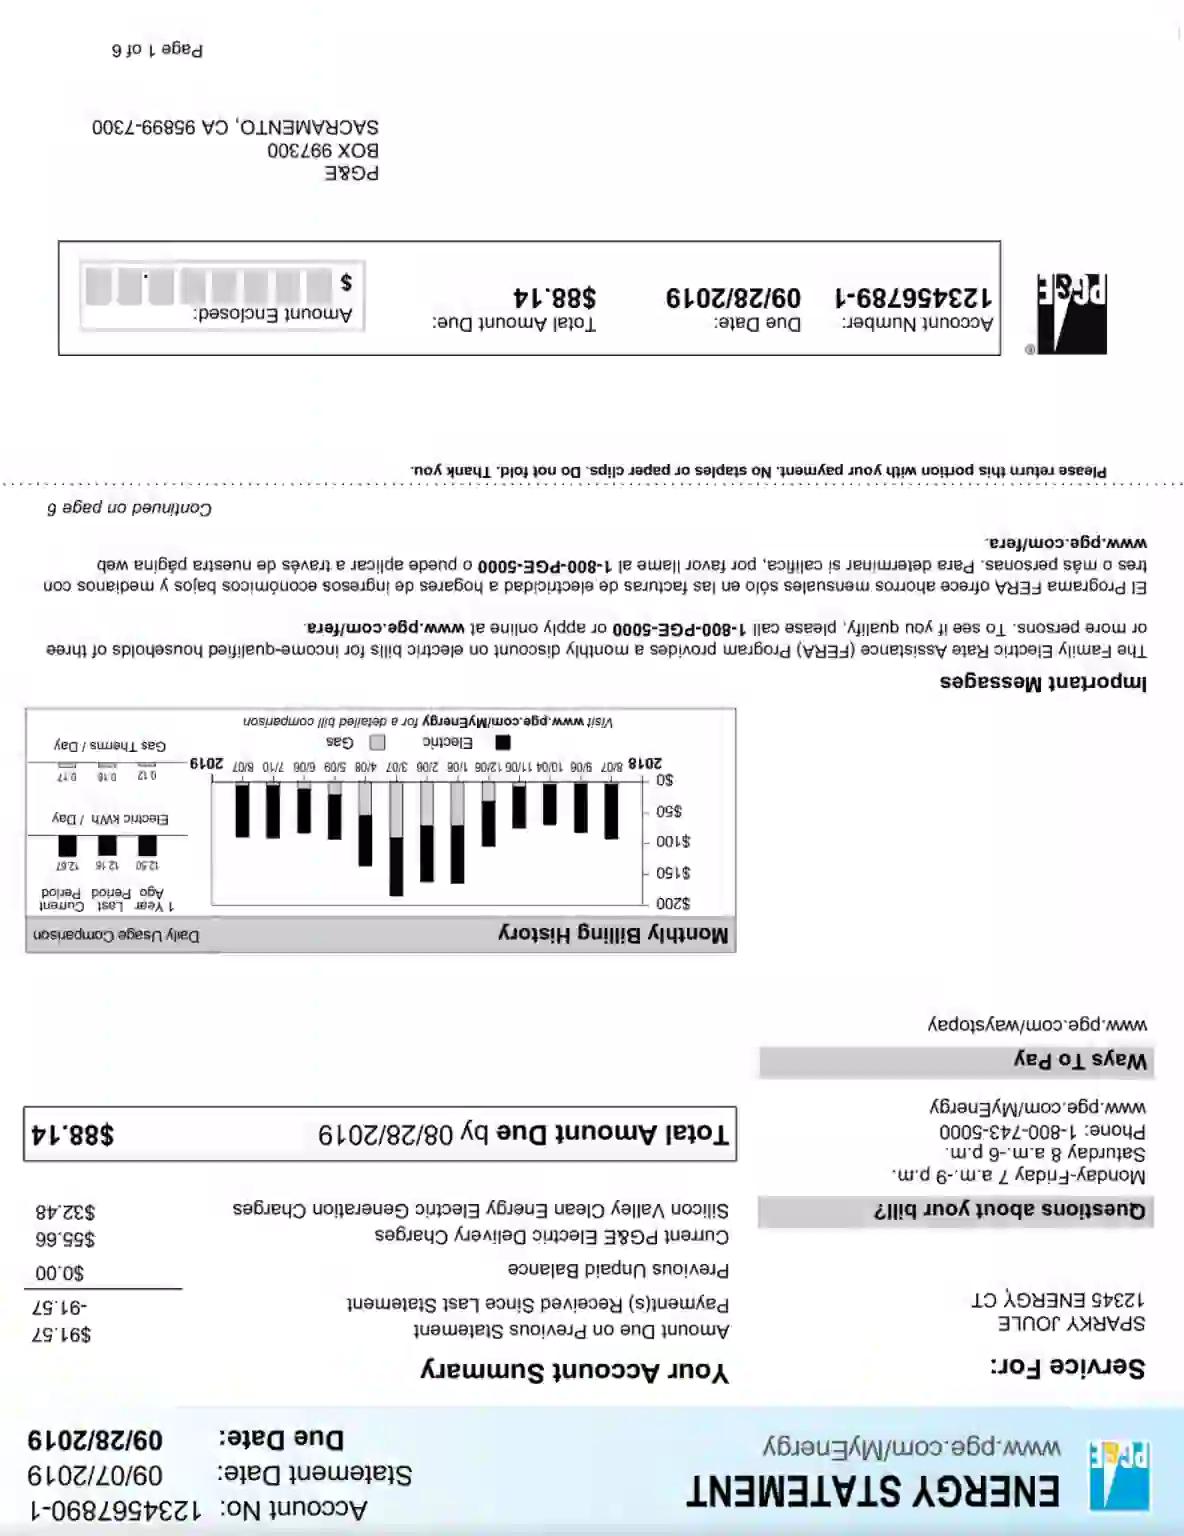 PG&E
ENERGY STATEMENT
www.pge.com/MyEnergy
Account No: 1234567890-1
Statement Date: 09/07/2019
Due Date: 09/28/2019
Service For:
SPARKY JOULE
12345 ENERGY CT
Questions about your bill?
Monday-Friday 7 a.m.-9 p.m.
Saturday 8 a.m.-6 p.m.
Phone: 1-800-743-5000
www.pge.com/MyEnergy
Ways To Pay
www.pge.com/waystopay
Your Account Summary
Amount Due on Previous Statement $91.57
Payment(s) Received Since Last Statement -91.57
Previous Unpaid Balance $0.00
Current PG&E Electric Delivery Charges $55.66
Silicon Valley Clean Energy Electric Generation Charges $32.48
Total Amount Due by 08/28/2019 $88.14
Monthly Billing History
Daily Usage Comparison
$200
$150
$100
$50
$0
2018 8/07 9/06 10/04 11/05 12/06 1/08 2/06 3/07 4/08 5/09 6/06 7/10 8/07 2019
Electric
Gas
1 Year Ago
Last Period
Current Period
12.50 12.16 12.67
Electric kWh / Day
0.12 0.16 0.17
Gas Therms / Day
Visit www.pge.com/MyEnergy for a detailed bill comparison
Important Messages
The Family Electric Rate Assistance (FERA) Program provides a monthly discount on electric bills for income-qualified households of three
or more persons. To see if you qualify, please call 1-800-PGE-5000 or apply online at www.pge.com/fera.
El Programa FERA ofrece ahorros mensuales sólo en las facturas de electricidad a hogares de ingresos económicos bajos y medianos con
tres o más personas. Para determinar si califica, por favor llame al 1-800-PGE-5000 o puede aplicar a través de nuestra página web
www.pge.com/fera.
Continued on page 6
Please return this portion with your payment. No staples or paper clips. Do not fold. Thank you.
PG&E ®
Account Number: Due Date: Total Amount Due: Amount Enclosed:
123456789-1 09/28/2019 $88.14 $ .
PG&E
BOX 997300
SACRAMENTO, CA 95899-7300
Page 1 of 6